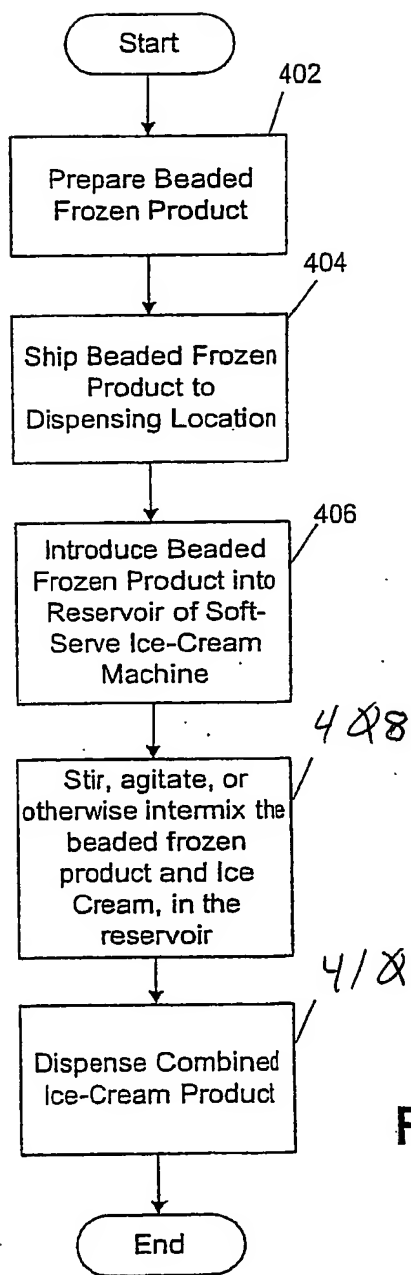 Start
402
Prepare Beaded
Frozen Product
404
Ship Beaded Frozen
Product to
Dispensing Location
406
Introduce Beaded
Frozen Product into
Reservoir of Soft-
Serve Ice-Cream
Machine
408
Stir, agitate, or
otherwise intermix the
beaded frozen
product and Ice
Cream, in the
reservoir
410
Dispense Combined
Ice-Cream Product
End